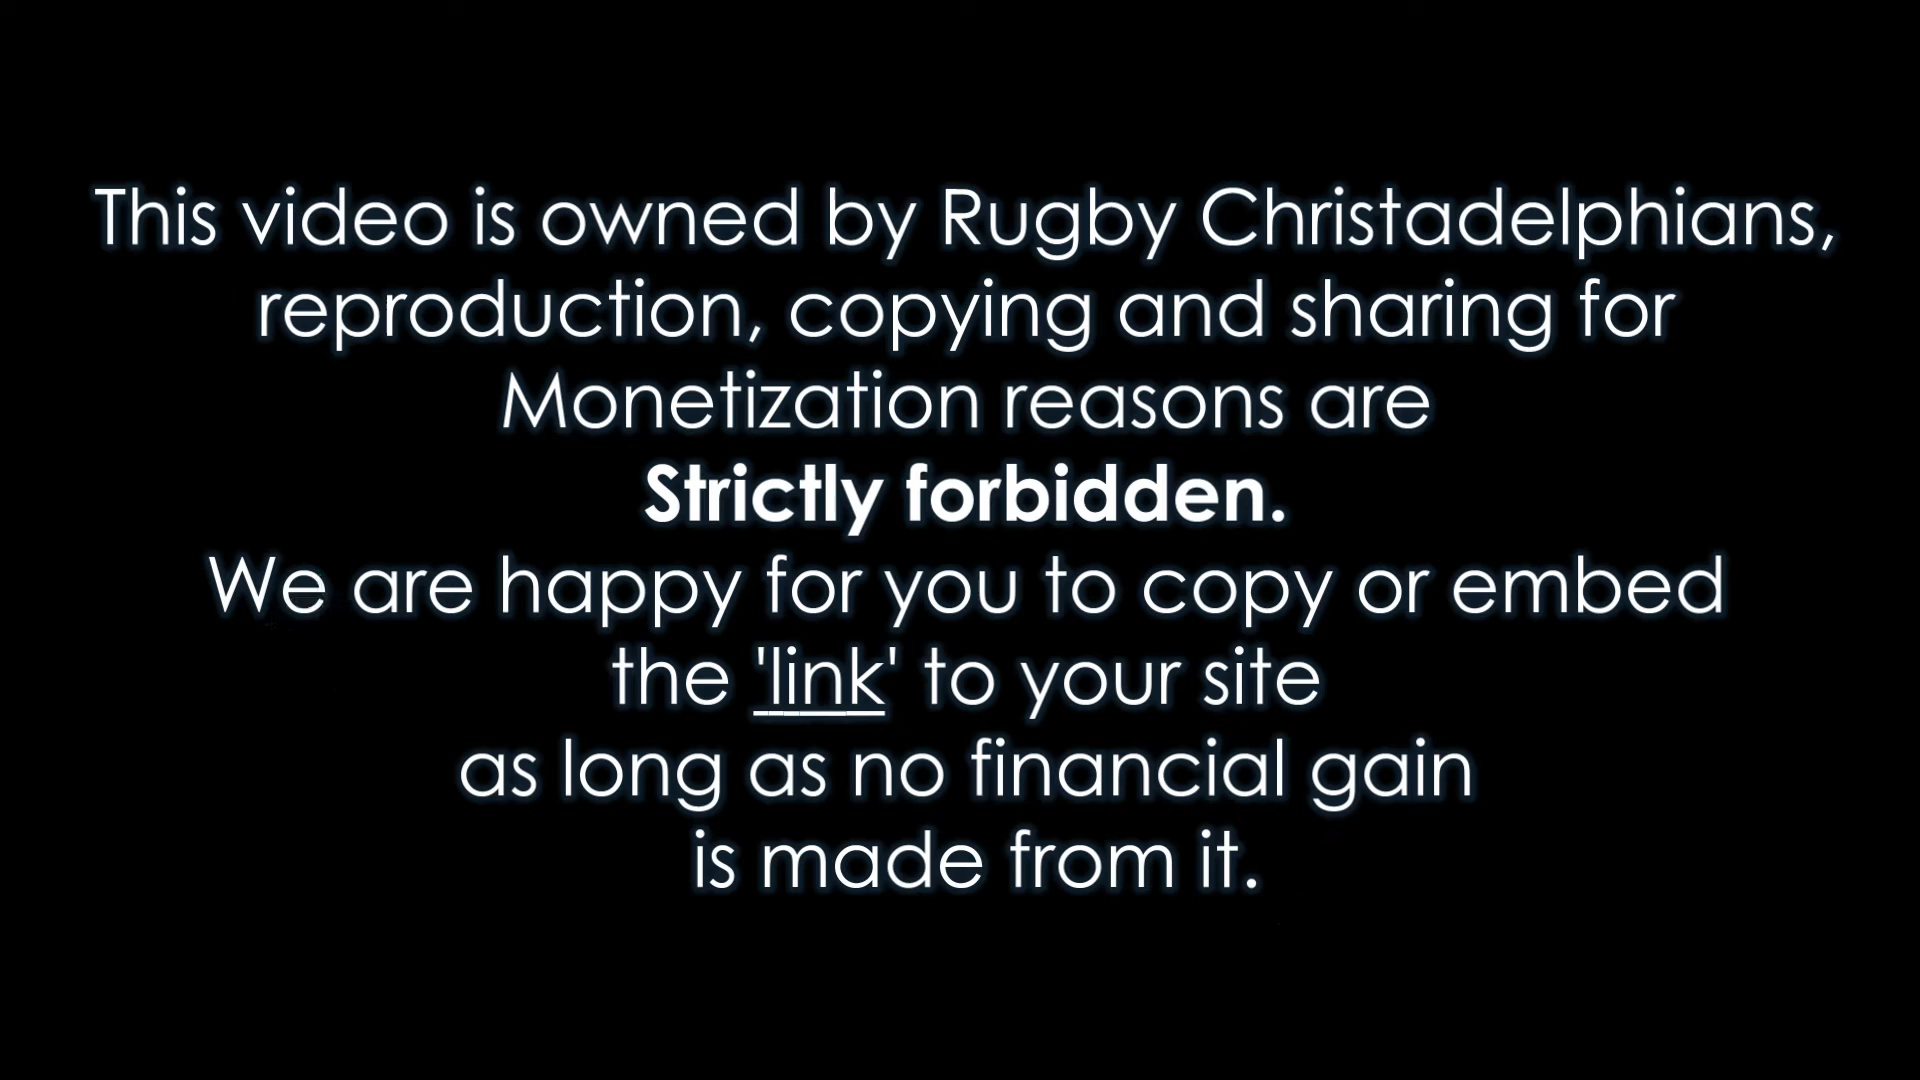 This video is owned by Rugby Christadelphians,
reproduction, copying and sharing for
Monetization reasons are
Strictly forbidden.
We are happy for you to copy or embed
the 'link' to your site
as long as no financial gain
is made from it.